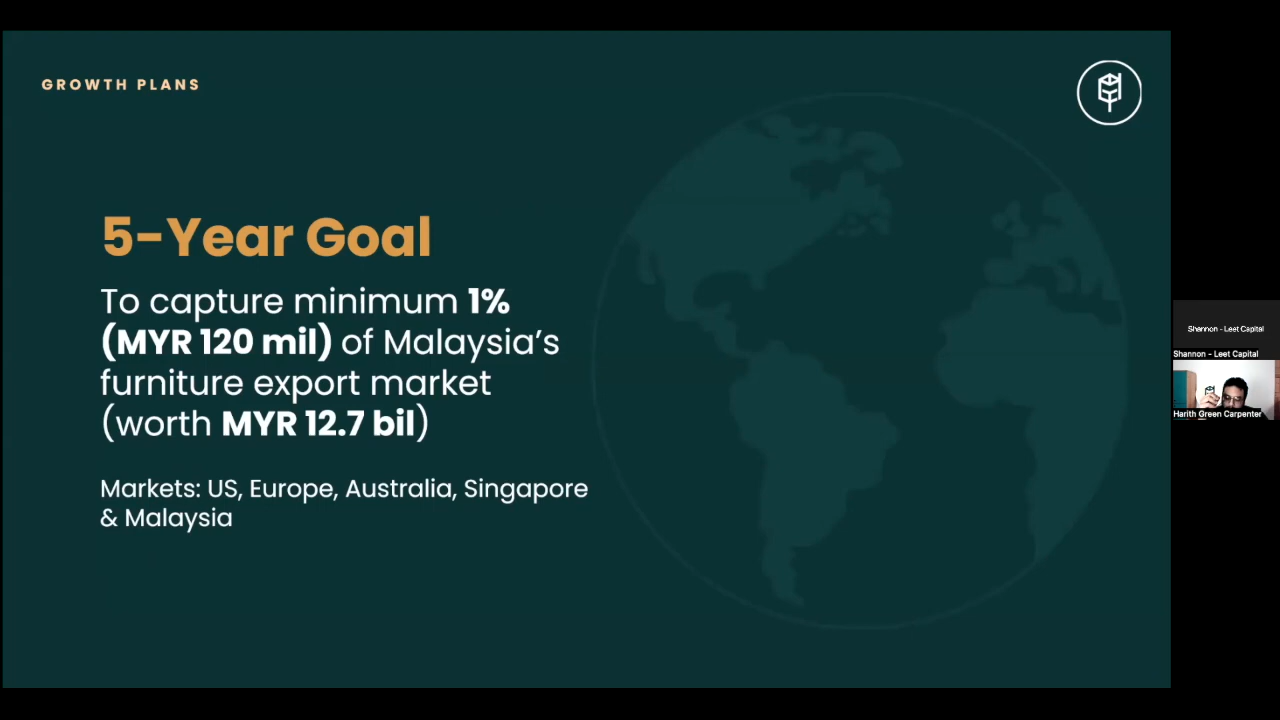 GROWTH PLANS
5-Year Goal
To capture minimum 1%
(MYR 120 mil) of Malaysia’s
furniture export market
(worth MYR 12.7 bil)
Markets: US, Europe, Australia, Singapore
& Malaysia
Shannon - Leet Capital
Shannon - Leet Capital
Harith Green Carpenter